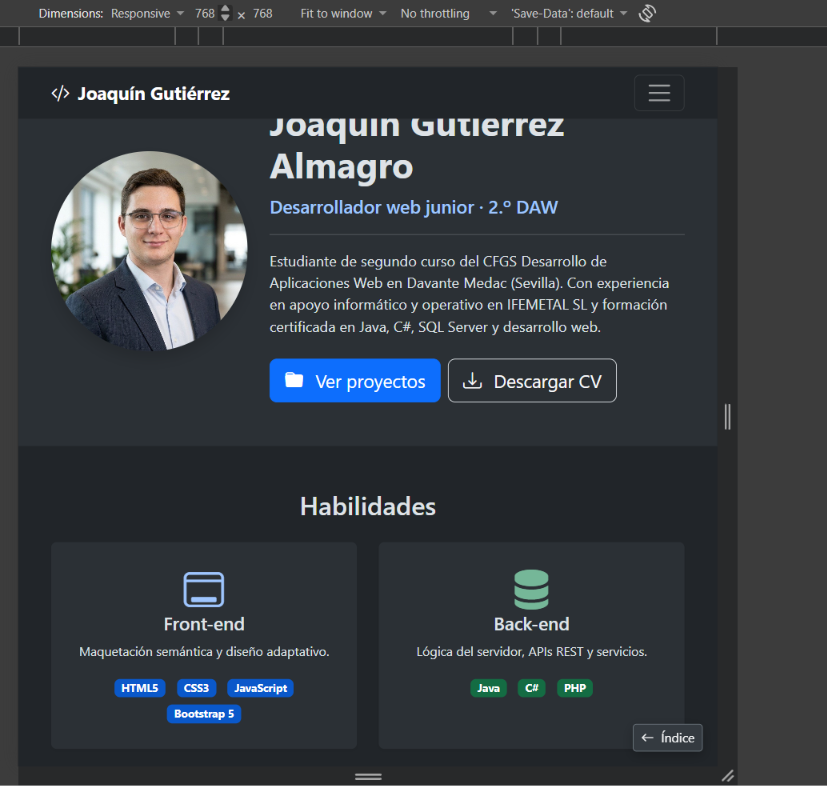 Dimensions: Responsive 768 x 768 Fit to window No throttling 'Save-Data': default
</> Joaquín Gutiérrez
Joaquín Gutiérrez
Almagro
Desarrollador web junior · 2.º DAW
Estudiante de segundo curso del CFGS Desarrollo de
Aplicaciones Web en Davante Medac (Sevilla). Con experiencia
en apoyo informático y operativo en IFEMETAL SL y formación
certificada en Java, C#, SQL Server y desarrollo web.
Ver proyectos Descargar CV
Habilidades
Front-end
Maquetación semántica y diseño adaptativo.
HTML5 CSS3 JavaScript
Bootstrap 5
Back-end
Lógica del servidor, APIs REST y servicios.
Java C# PHP
← Índice